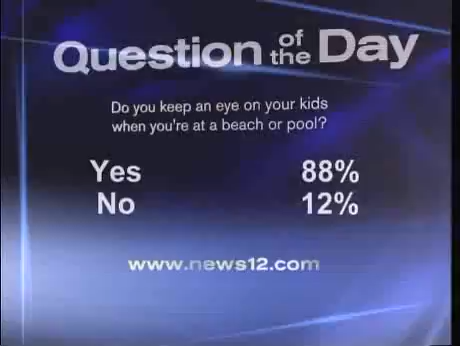 Question of the Day
Do you keep an eye on your kids
when you're at a beach or pool?
Yes 88%
No 12%
www.news12.com